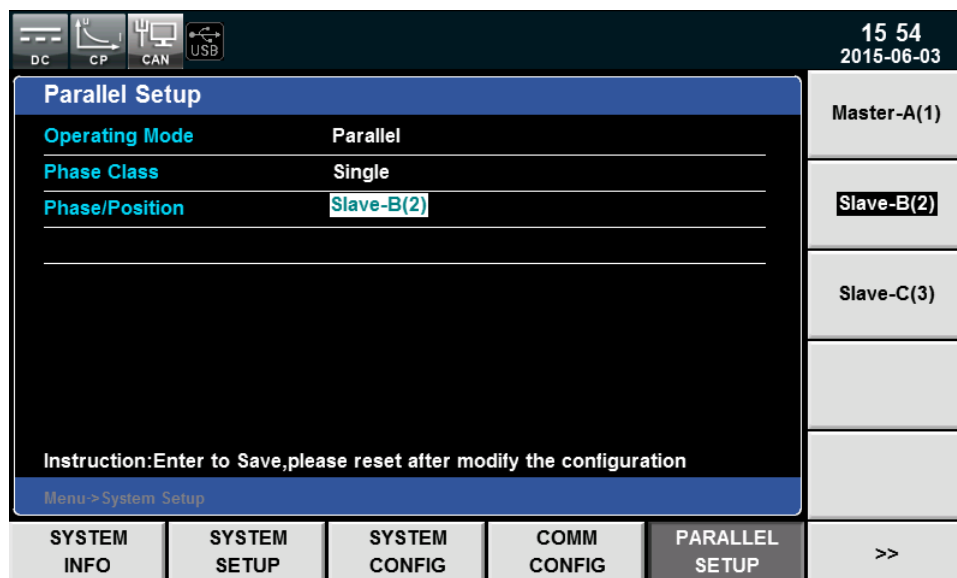 DC CP CAN USB
U I
15 54
2015-06-03
Parallel Setup
Operating Mode Parallel
Phase Class Single
Phase/Position Slave-B(2)
Instruction:Enter to Save,please reset after modify the configuration
Menu->System Setup
Master-A(1)
Slave-B(2)
Slave-C(3)
SYSTEM INFO
SYSTEM SETUP
SYSTEM CONFIG
COMM CONFIG
PARALLEL SETUP
>>